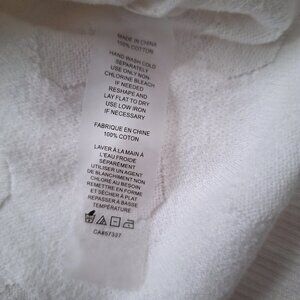 MADE IN CHINA
100% COTTON
HAND WASH COLD
SEPARATELY
USE ONLY NON-
CHLORINE BLEACH
IF NEEDED
RESHAPE AND
LAY FLAT TO DRY
USE LOW IRON
IF NECESSARY
FABRIQUE EN CHINE
100% COTON
LAVER À LA MAIN À
L'EAU FROIDE
SÉPARÉMENT
UTILISER UN AGENT
DE BLANCHIMENT NON
CHLORÉ AU BESOIN
REMETTRE EN FORME
ET SÉCHER À PLAT
REPASSER À BASSE
TEMPÉRATURE
CA#57337